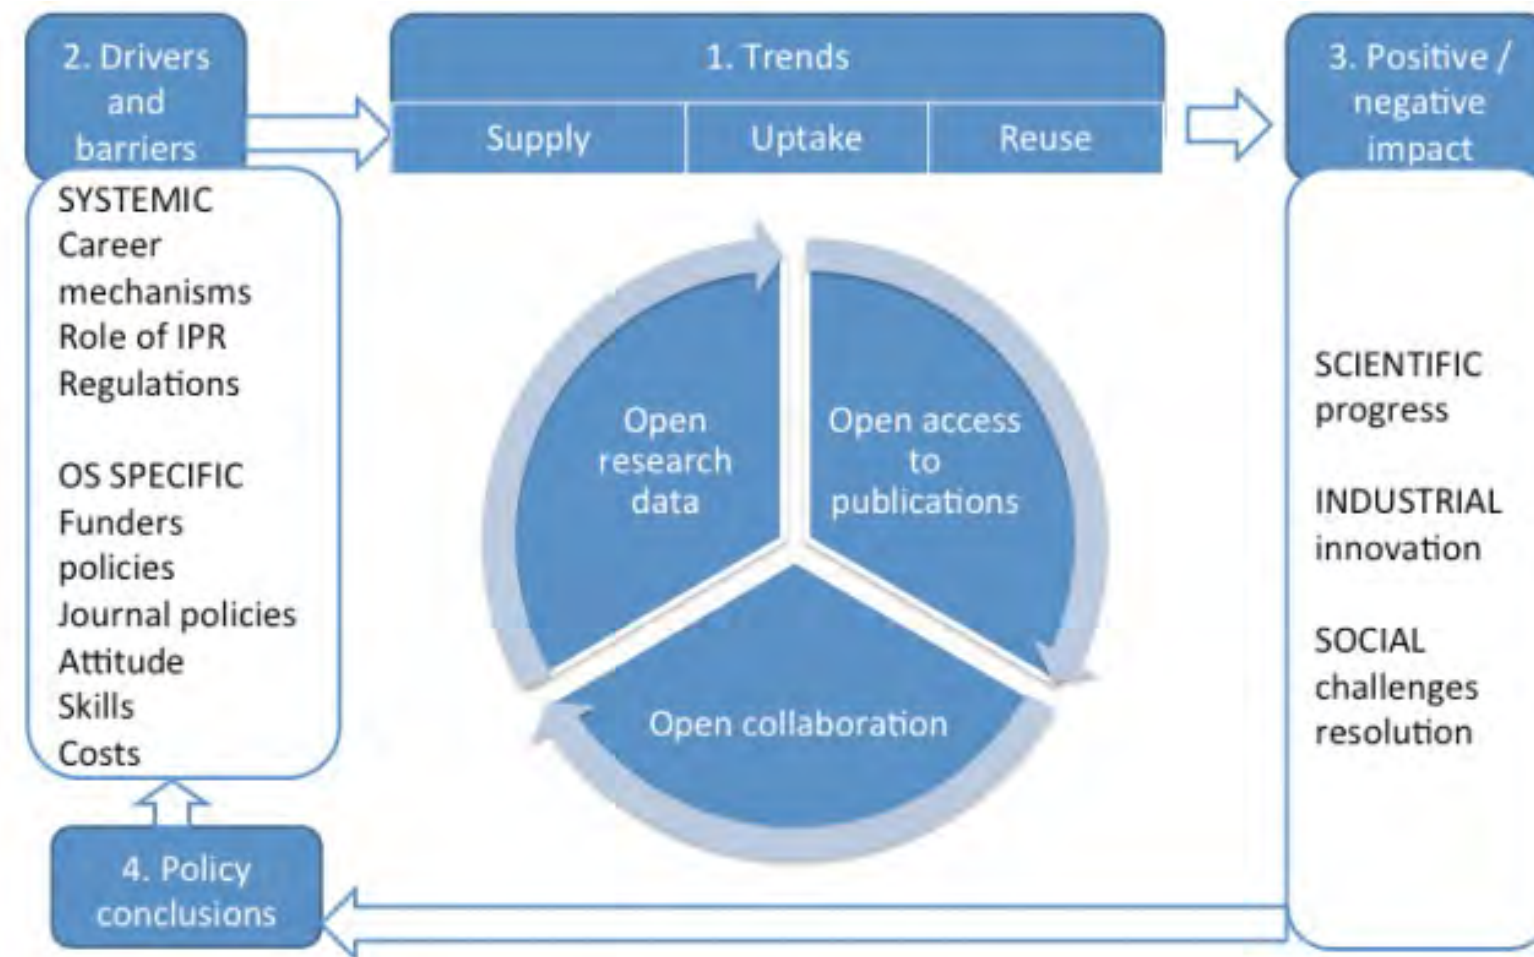 2. Drivers
and
barriers
SYSTEMIC
Career
mechanisms
Role of IPR
Regulations
OS SPECIFIC
Funders
policies
Journal policies
Attitude
Skills
Costs
1. Trends
Supply
Uptake
Reuse
Open
research
data
Open access
to
publications
Open collaboration
3. Positive /
negative
impact
SCIENTIFIC
progress
INDUSTRIAL
innovation
SOCIAL
challenges
resolution
4. Policy
conclusions